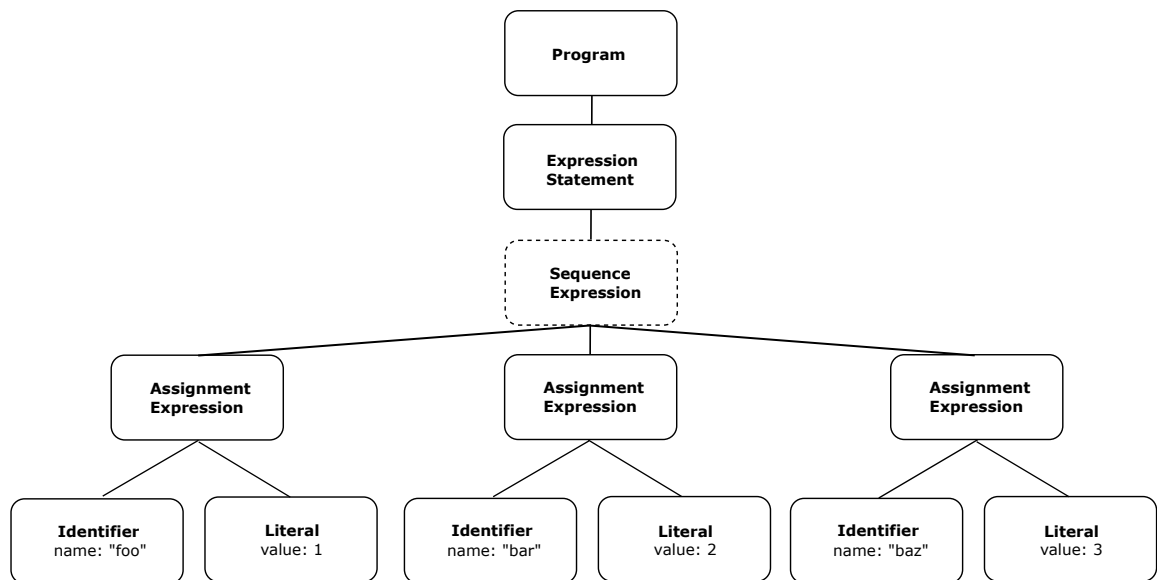 Program
Expression
Statement
Sequence
Expression
Assignment
Expression
Assignment
Expression
Assignment
Expression
Identifier
name: "foo"
Literal
value: 1
Identifier
name: "bar"
Literal
value: 2
Identifier
name: "baz"
Literal
value: 3